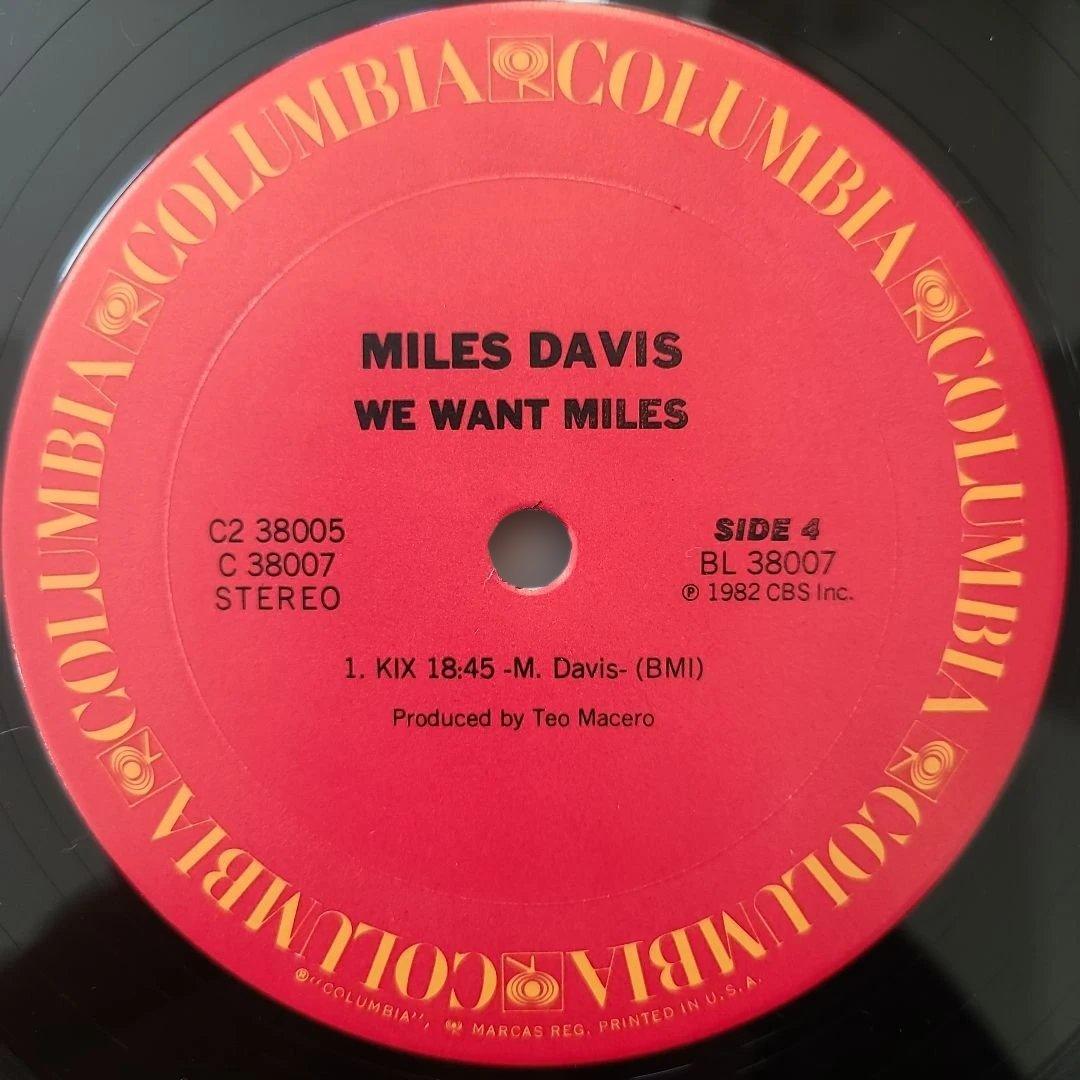 COLUMBIA COLUMBIA COLUMBIA COLUMBIA COLUMBIA COLUMBIA
MILES DAVIS
WE WANT MILES
C2 38005
C 38007
STEREO
SIDE 4
BL 38007
℗ 1982 CBS Inc.
1. KIX 18:45 -M. Davis- (BMI)
Produced by Teo Macero
®"COLUMBIA", MARCAS REG. PRINTED IN U.S.A.